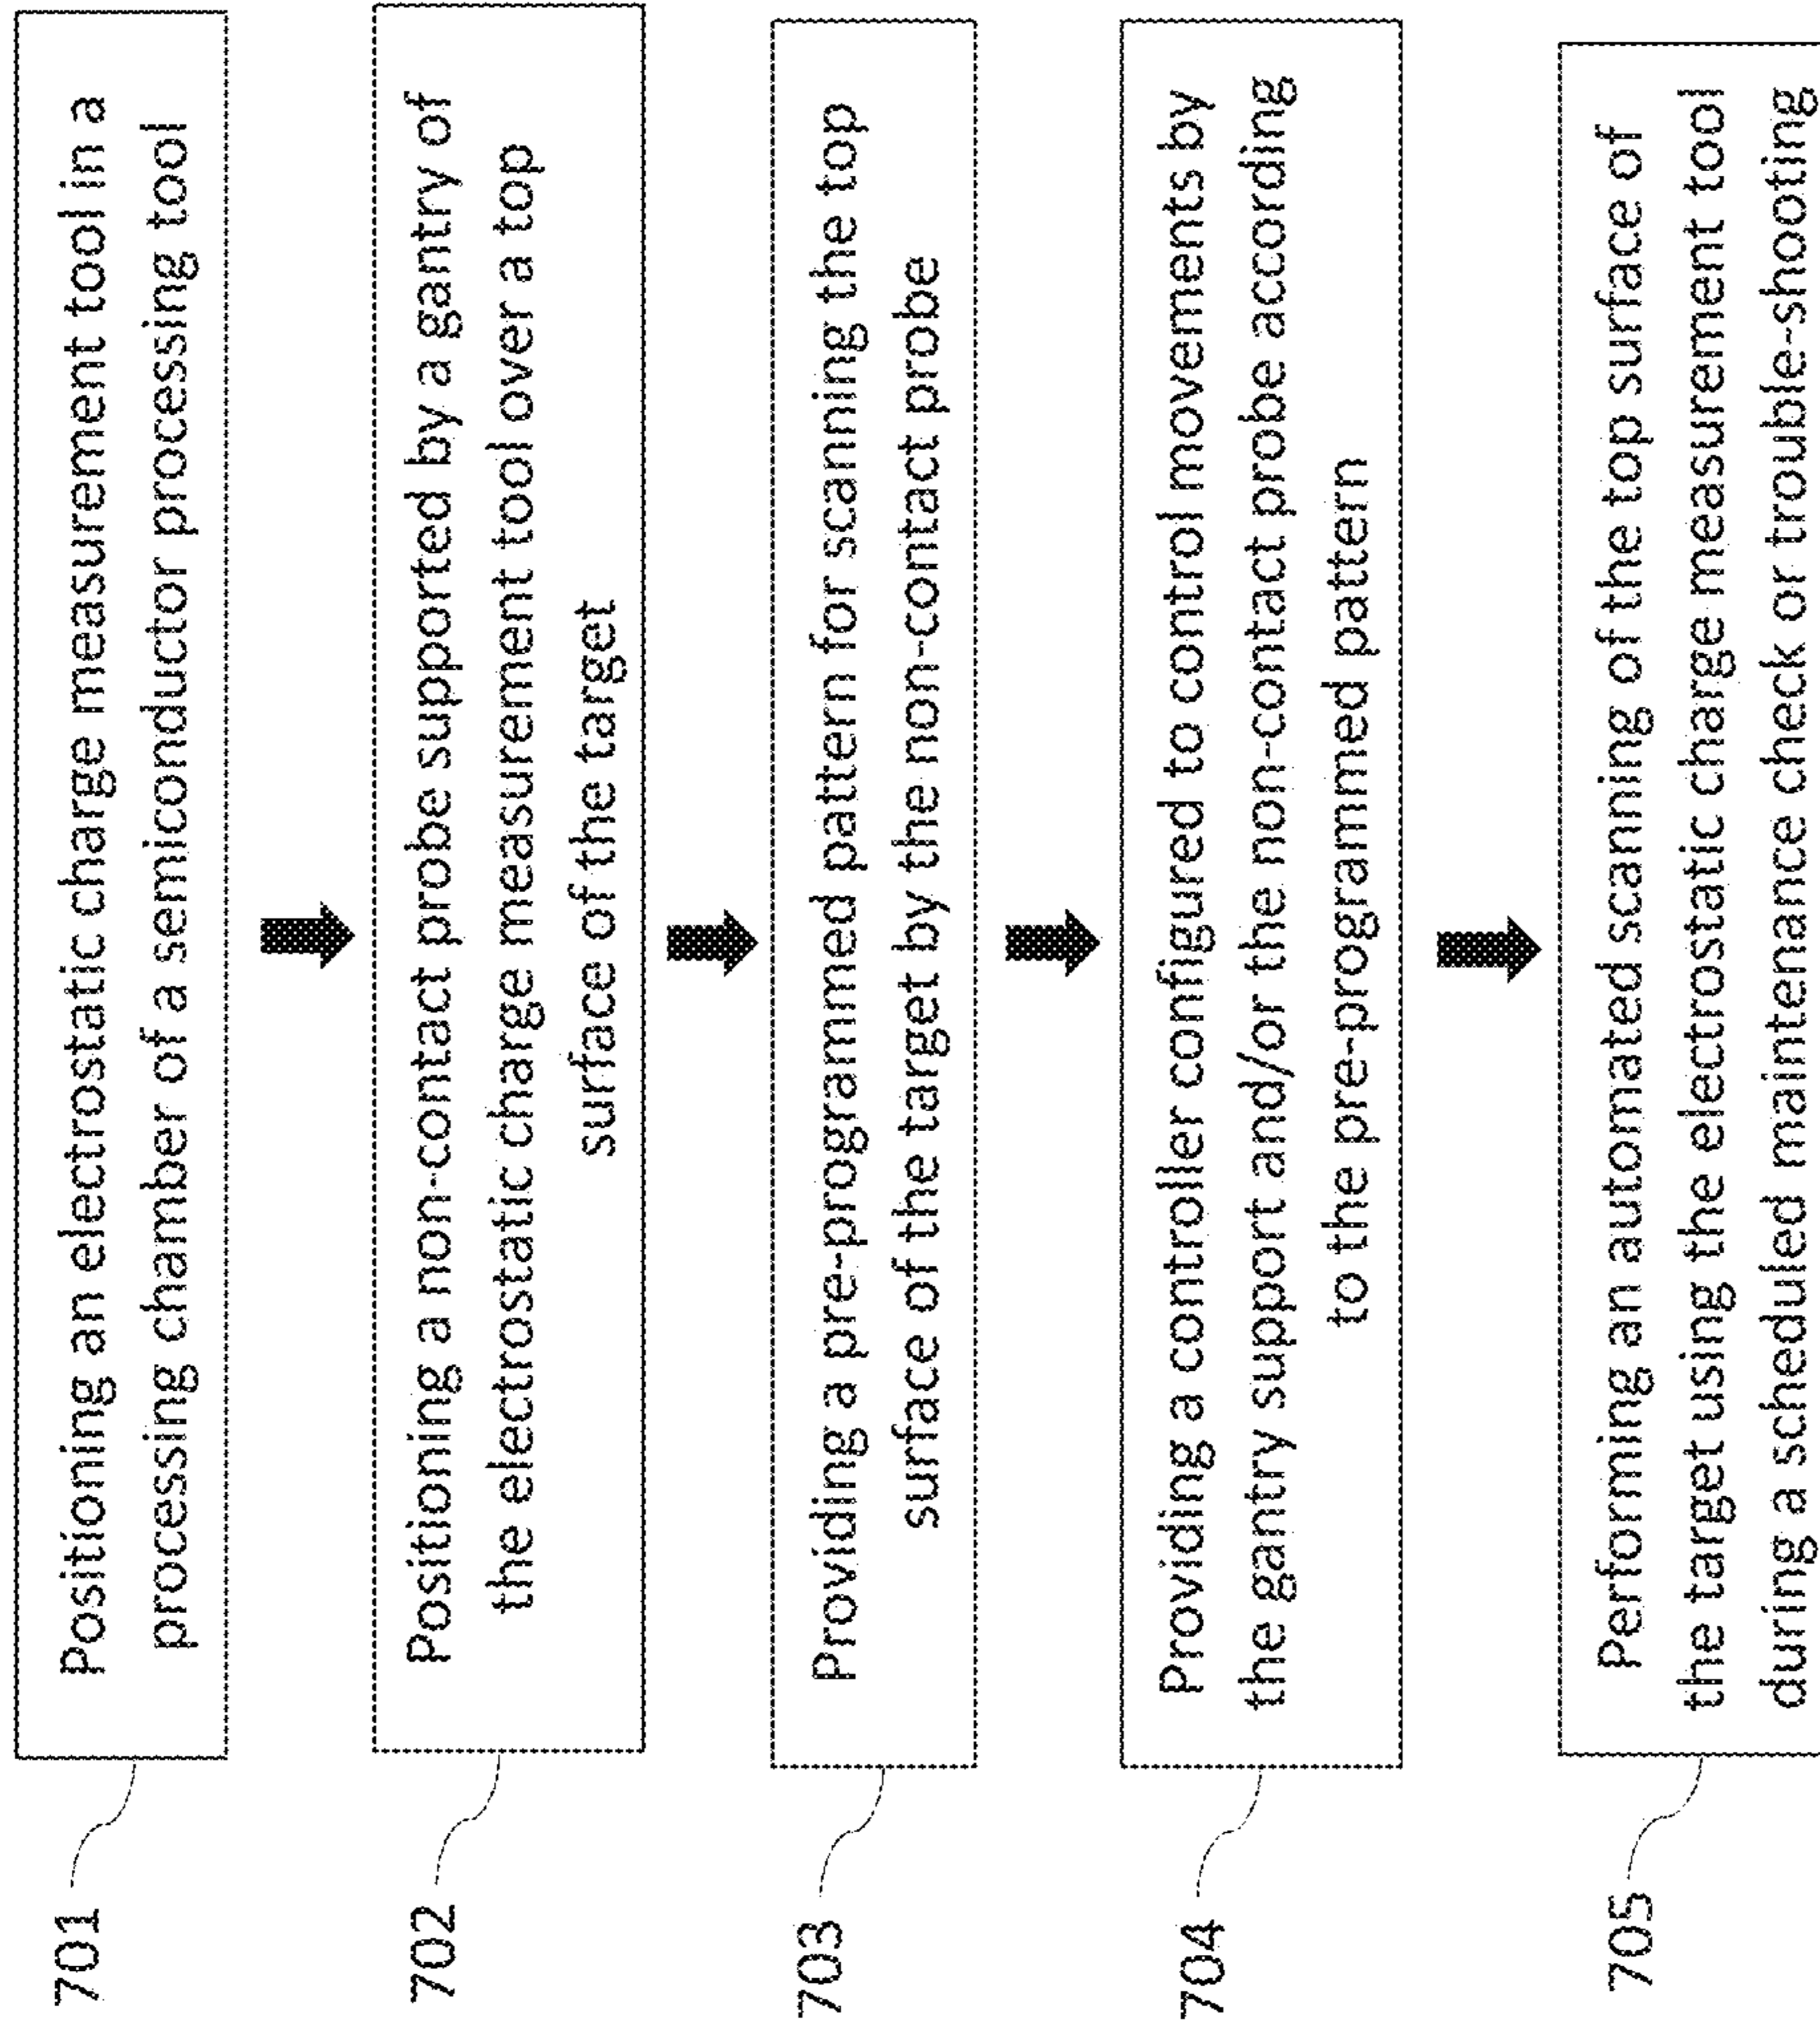 701
Positioning an electrostatic charge measurement tool in a
processing chamber of a semiconductor processing tool
702
Positioning a non-contact probe supported by a gantry of
the electrostatic charge measurement tool over a top
surface of the target
703
Providing a pre-programmed pattern for scanning the top
surface of the target by the non-contact probe
704
Providing a controller configured to control movements by
the gantry support and/or the non-contact probe according
to the pre-programmed pattern
705
Performing an automated scanning of the top surface of
the target using the electrostatic charge measurement tool
during a scheduled maintenance check or trouble-shooting